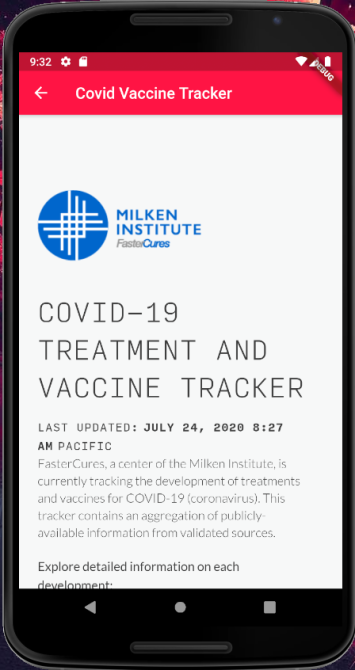 9:32
DEBUG
Covid Vaccine Tracker
MILKEN
INSTITUTE
FasterCures
COVID-19
TREATMENT AND
VACCINE TRACKER
LAST UPDATED: JULY 24, 2020 8:27
AM PACIFIC
FasterCures, a center of the Milken Institute, is
currently tracking the development of treatments
and vaccines for COVID-19 (coronavirus). This
tracker contains an aggregation of publicly-
available information from validated sources.
Explore detailed information on each
development: